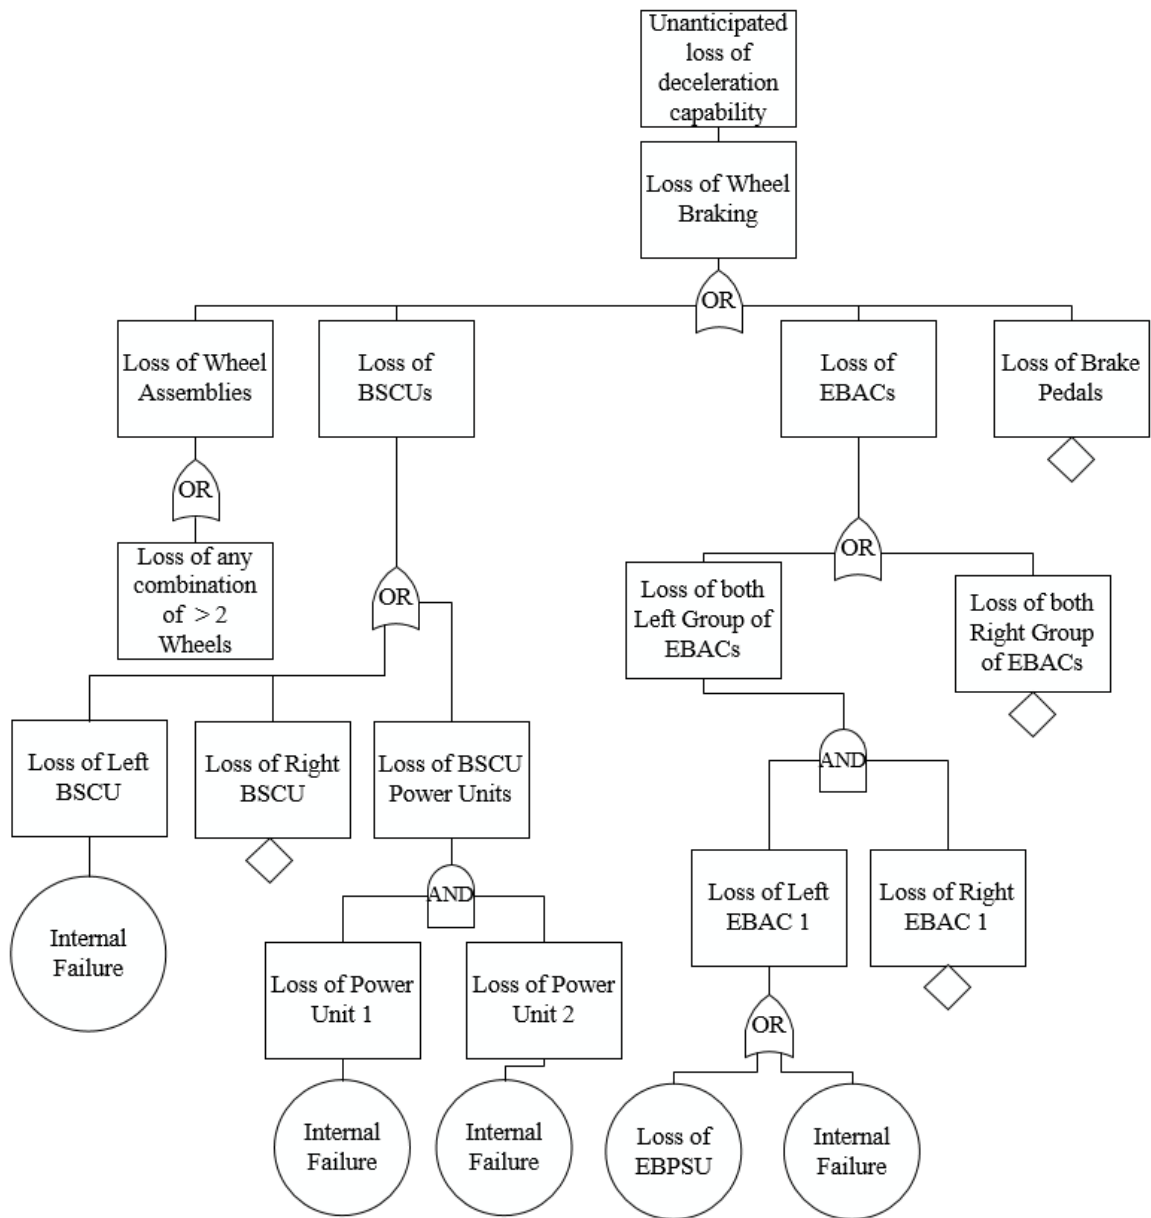 Unanticipated
loss of
deceleration
capability
Loss of Wheel
Braking
OR
Loss of Wheel
Assemblies
Loss of
BSCUs
Loss of
EBACs
Loss of Brake
Pedals
OR
Loss of any
combination
of > 2
Wheels
OR
OR
Loss of both
Left Group of
EBACs
Loss of both
Right Group
of EBACs
Loss of Left
BSCU
Loss of Right
BSCU
Loss of BSCU
Power Units
AND
Internal
Failure
AND
Loss of Left
EBAC 1
Loss of Right
EBAC 1
Loss of Power
Unit 1
Loss of Power
Unit 2
OR
Internal
Failure
Internal
Failure
Loss of
EBPSU
Internal
Failure